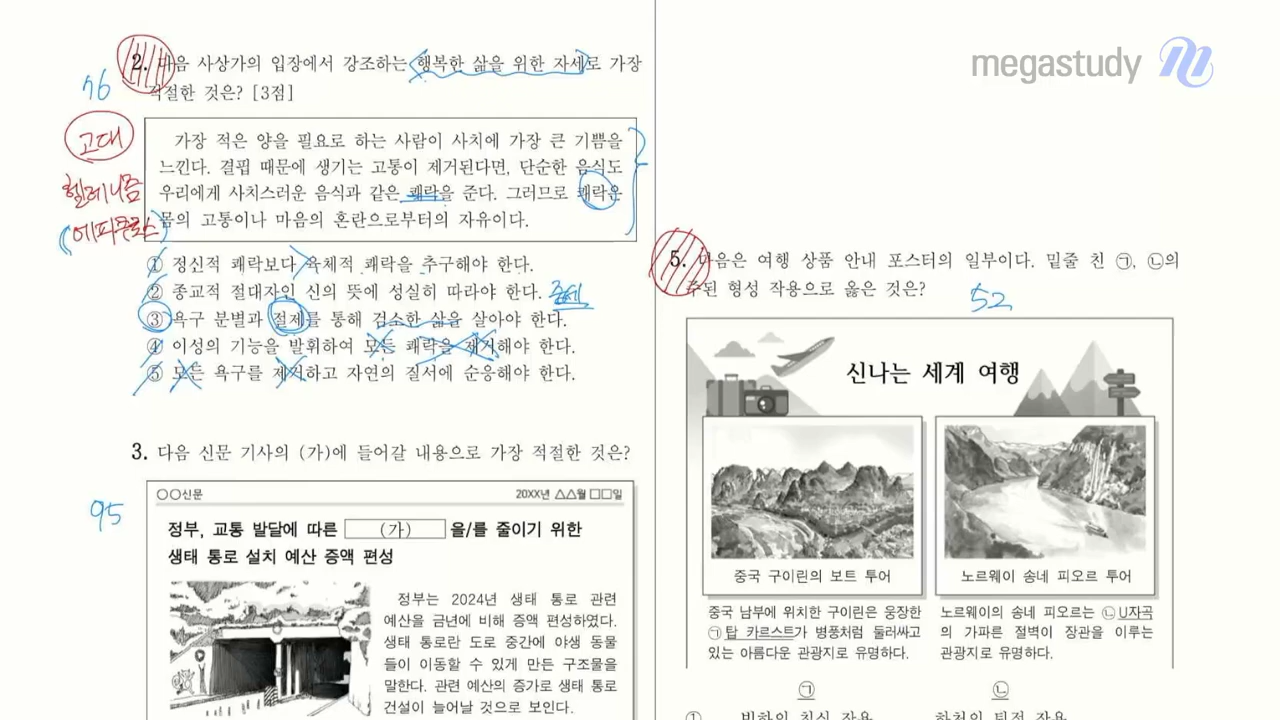 megastudy
2. 다음 사상가의 입장에서 강조하는 행복한 삶을 위한 자세로 가장
적절한 것은? [3점]
76
고대
헬레니즘
(에피쿠로스)
가장 적은 양을 필요로 하는 사람이 사치에 가장 큰 기쁨을
느낀다. 결핍 때문에 생기는 고통이 제거된다면, 단순한 음식도
우리에게 사치스러운 음식과 같은 쾌락을 준다. 그러므로 쾌락은
몸의 고통이나 마음의 혼란으로부터의 자유이다.
① 정신적 쾌락보다 육체적 쾌락을 추구해야 한다.
② 종교적 절대자인 신의 뜻에 성실히 따라야 한다. 중세
③ 욕구 분별과 절제를 통해 검소한 삶을 살아야 한다.
④ 이성의 기능을 발휘하여 모든 쾌락을 제거해야 한다.
⑤ 모든 욕구를 제거하고 자연의 질서에 순응해야 한다.
3. 다음 신문 기사의 (가)에 들어갈 내용으로 가장 적절한 것은?
95
○○신문 20XX년 △△월 □□일
정부, 교통 발달에 따른 (가) 을/를 줄이기 위한
생태 통로 설치 예산 증액 편성
정부는 2024년 생태 통로 관련
예산을 금년에 비해 증액 편성하였다.
생태 통로란 도로 중간에 야생 동물
들이 이동할 수 있게 만든 구조물을
말한다. 관련 예산의 증가로 생태 통로
건설이 늘어날 것으로 보인다.
5. 다음은 여행 상품 안내 포스터의 일부이다. 밑줄 친 ㉠, ㉡의
주된 형성 작용으로 옳은 것은?
52
신나는 세계 여행
중국 구이린의 보트 투어
중국 남부에 위치한 구이린은 웅장한
㉠ 탑 카르스트가 병풍처럼 둘러싸고
있는 아름다운 관광지로 유명하다.
노르웨이 송네 피오르 투어
노르웨이의 송네 피오르는 ㉡ U자곡
의 가파른 절벽이 장관을 이루는
관광지로 유명하다.
㉠ ㉡
① 빙하의 침식 작용 하천의 퇴적 작용